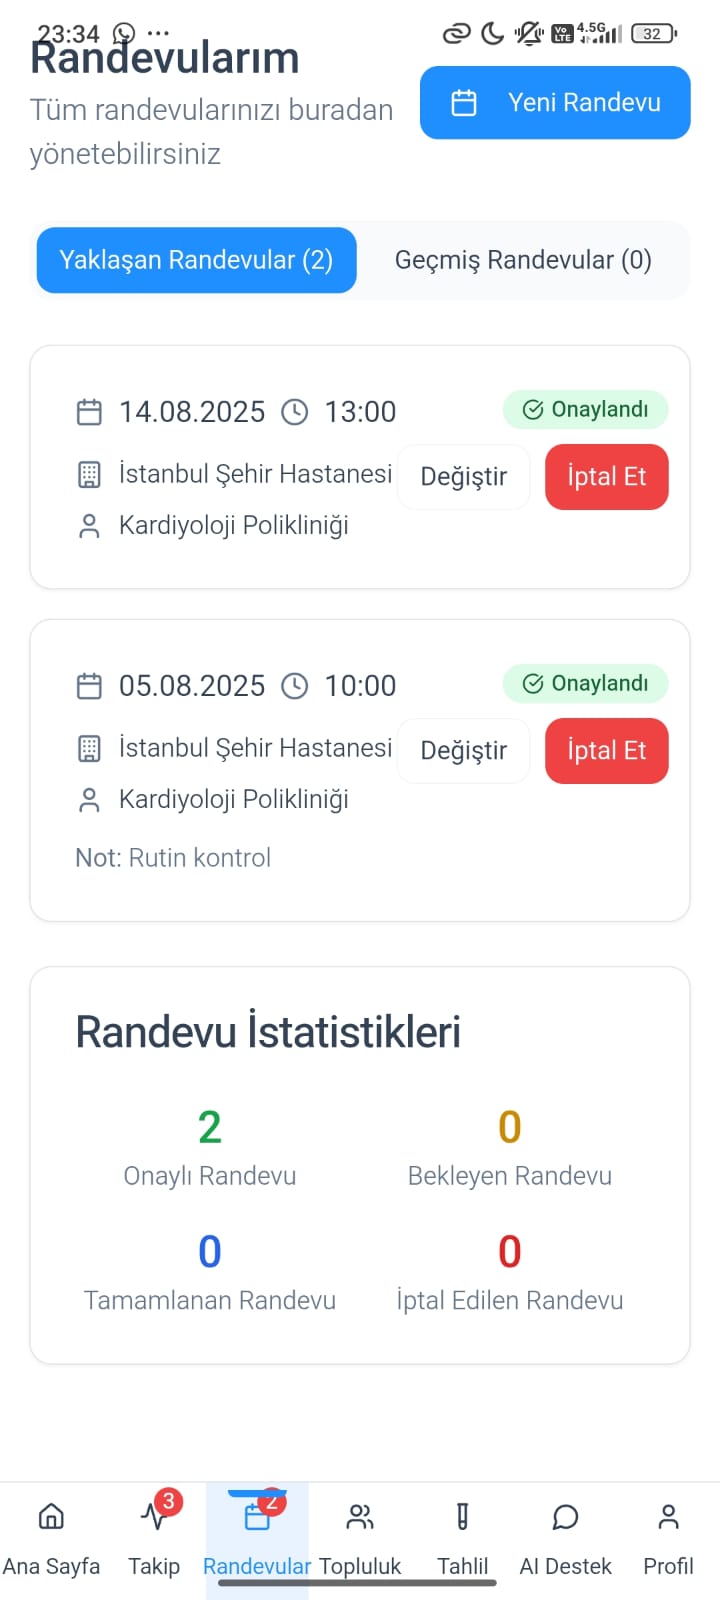 23:34 ...
Vo LTE 4.5G 32
Randevularım
Tüm randevularınızı buradan
yönetebilirsiniz
Yeni Randevu
Yaklaşan Randevular (2)
Geçmiş Randevular (0)
14.08.2025 13:00
Onaylandı
İstanbul Şehir Hastanesi
Değiştir
İptal Et
Kardiyoloji Polikliniği
05.08.2025 10:00
Onaylandı
İstanbul Şehir Hastanesi
Değiştir
İptal Et
Kardiyoloji Polikliniği
Not: Rutin kontrol
Randevu İstatistikleri
2
Onaylı Randevu
0
Bekleyen Randevu
0
Tamamlanan Randevu
0
İptal Edilen Randevu
3
2
Ana Sayfa
Takip
Randevular
Topluluk
Tahlil
AI Destek
Profil